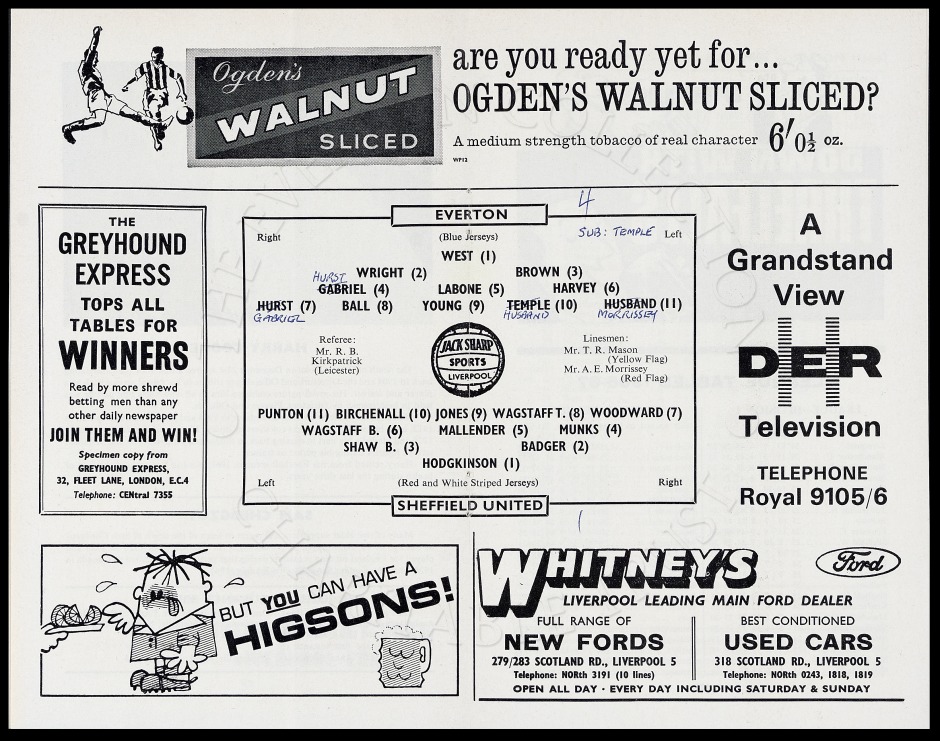 Ogden's
WALNUT
SLICED
are you ready yet for...
OGDEN'S WALNUT SLICED?
A medium strength tobacco of real character 6'0½ oz.
WP12
THE
GREYHOUND
EXPRESS
TOPS ALL
TABLES FOR
WINNERS
Read by more shrewd
betting men than any
other daily newspaper
JOIN THEM AND WIN!
Specimen copy from
GREYHOUND EXPRESS,
32, FLEET LANE, LONDON, E.C.4
Telephone: CENtral 7355
4
EVERTON
Right (Blue Jerseys) SUB: TEMPLE Left
WEST (1)
WRIGHT (2) BROWN (3)
HURST
GABRIEL (4) LABONE (5) HARVEY (6)
HURST (7) BALL (8) YOUNG (9) TEMPLE (10) HUSBAND (11)
GABRIEL HUSBAND MORRISSEY
Referee:
Mr. R. B.
Kirkpatrick
(Leicester)
JACK SHARP
SPORTS
LIVERPOOL
Linesmen:
Mr. T. R. Mason
(Yellow Flag)
Mr. A. E. Morrissey
(Red Flag)
PUNTON (11) BIRCHENALL (10) JONES (9) WAGSTAFF T. (8) WOODWARD (7)
WAGSTAFF B. (6) MALLENDER (5) MUNKS (4)
SHAW B. (3) BADGER (2)
HODGKINSON (1)
Left (Red and White Striped Jerseys) Right
SHEFFIELD UNITED
1
A
Grandstand
View
DER
Television
TELEPHONE
Royal 9105/6
BUT YOU CAN HAVE A
HIGSONS!
WHITNEY'S
Ford
LIVERPOOL LEADING MAIN FORD DEALER
FULL RANGE OF
NEW FORDS
279/283 SCOTLAND RD., LIVERPOOL 5
Telephone: NORth 3191 (10 lines)
BEST CONDITIONED
USED CARS
318 SCOTLAND RD., LIVERPOOL 5
Telephone: NORth 0243, 1818, 1819
OPEN ALL DAY · EVERY DAY INCLUDING SATURDAY & SUNDAY